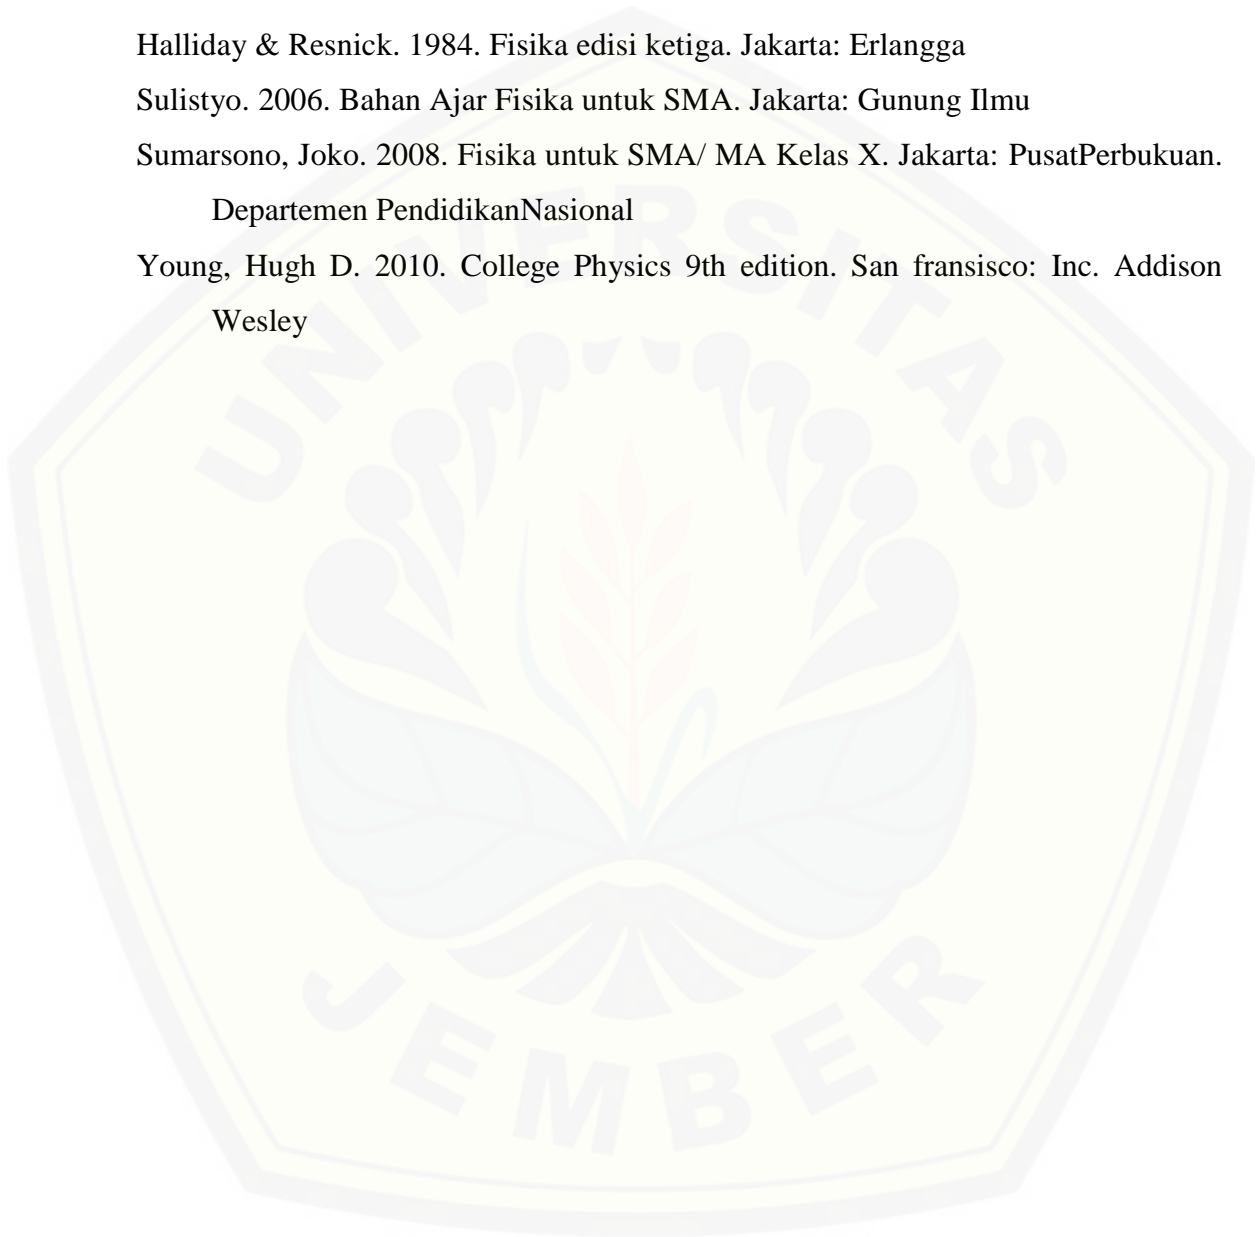 Halliday & Resnick. 1984. Fisika edisi ketiga. Jakarta: Erlangga
Sulistyo. 2006. Bahan Ajar Fisika untuk SMA. Jakarta: Gunung Ilmu
Sumarsono, Joko. 2008. Fisika untuk SMA/ MA Kelas X. Jakarta: PusatPerbukuan.
Departemen PendidikanNasional
Young, Hugh D. 2010. College Physics 9th edition. San fransisco: Inc. Addison
Wesley
UNIVERSITAS
JEMBER